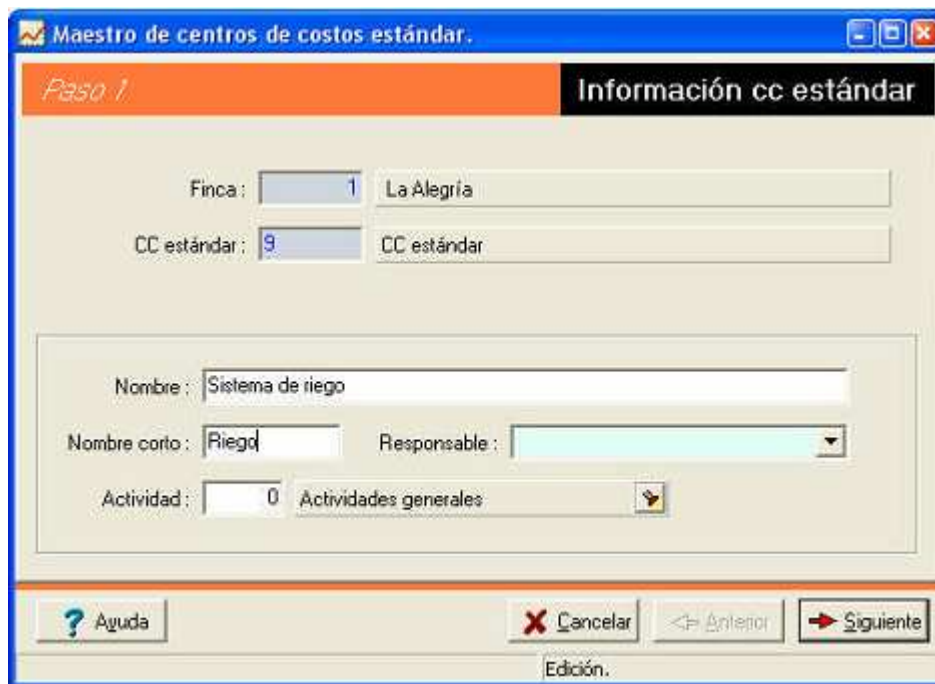 Maestro de centros de costos estándar.
Paso 1 Información cc estándar
Finca : 1 La Alegría
CC estándar : 9 CC estándar
Nombre : Sistema de riego
Nombre corto : Riego Responsable :
Actividad : 0 Actividades generales
? Ayuda Cancelar Anterior Siguiente
Edición.